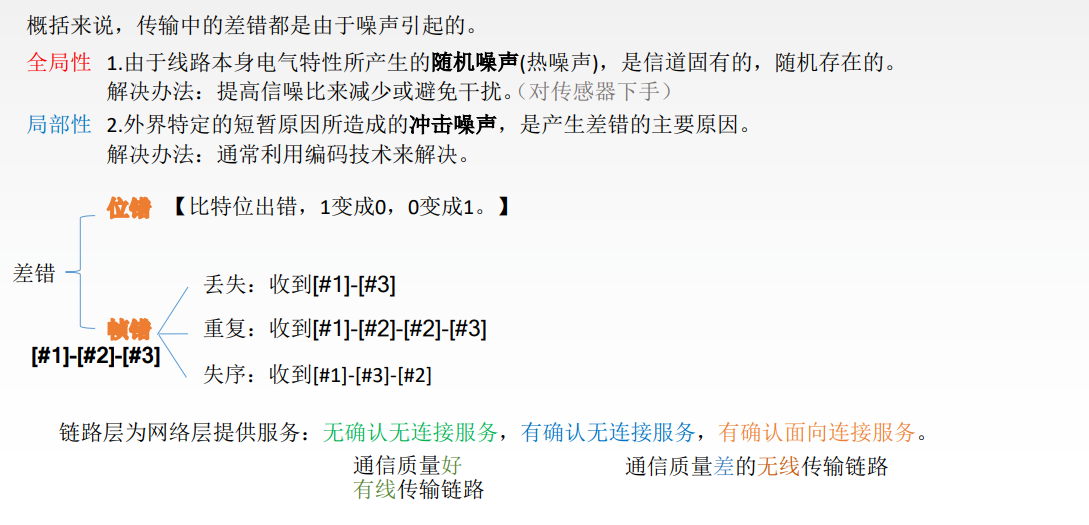 概括来说，传输中的差错都是由于噪声引起的。
全局性 1.由于线路本身电气特性所产生的随机噪声(热噪声)，是信道固有的，随机存在的。
解决办法：提高信噪比来减少或避免干扰。（对传感器下手）
局部性 2.外界特定的短暂原因所造成的冲击噪声，是产生差错的主要原因。
解决办法：通常利用编码技术来解决。
位错 【比特位出错，1变成0，0变成1。】
差错
丢失：收到[#1]-[#3]
帧错
重复：收到[#1]-[#2]-[#2]-[#3]
[#1]-[#2]-[#3]
失序：收到[#1]-[#3]-[#2]
链路层为网络层提供服务：无确认无连接服务，有确认无连接服务，有确认面向连接服务。
通信质量好
有线传输链路
通信质量差的无线传输链路